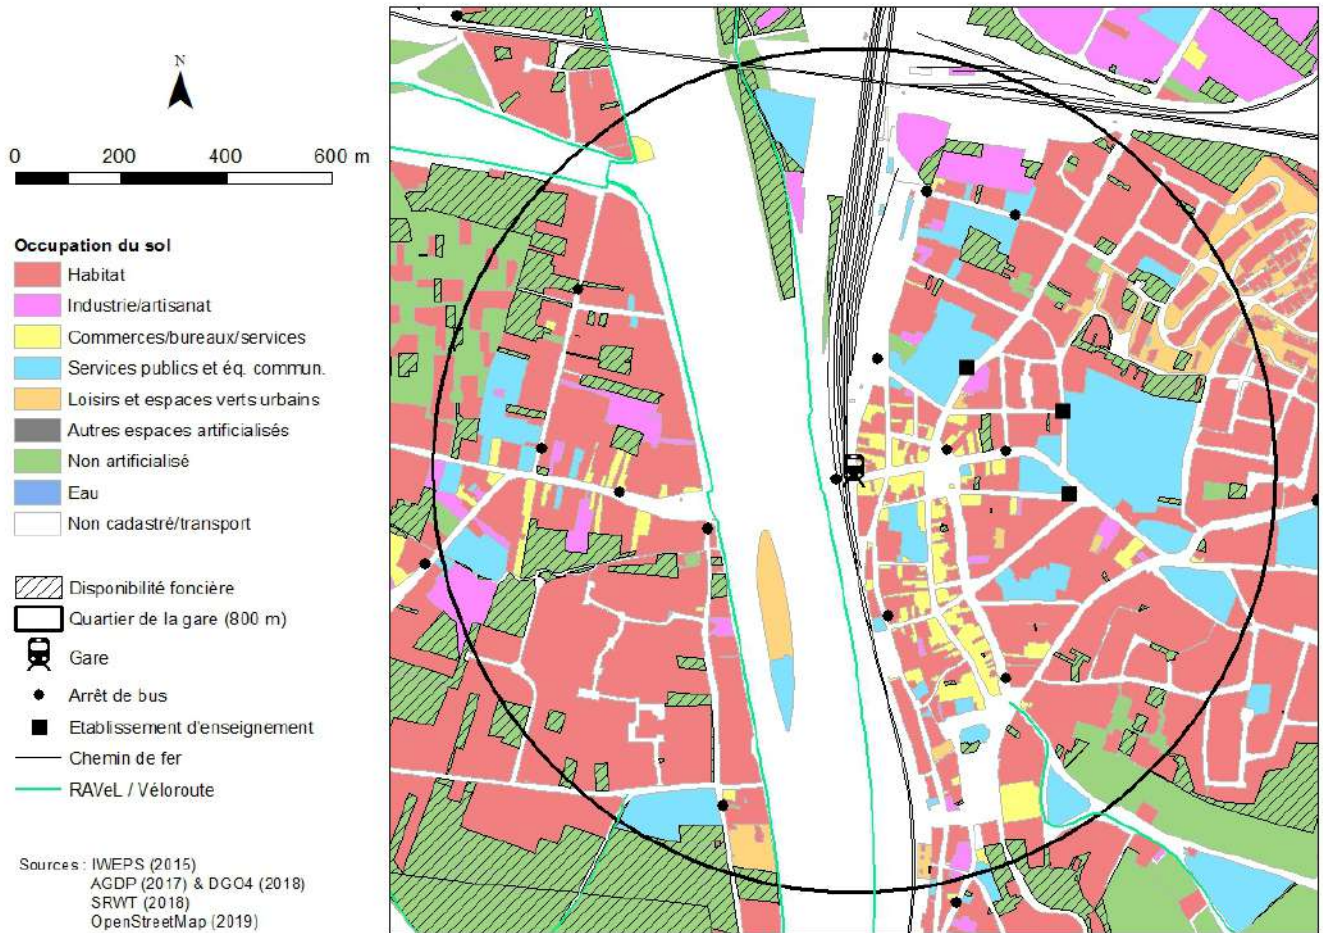 N
0 200 400 600 m
Occupation du sol
Habitat
Industrie/artisanat
Commerces/bureaux/services
Services publics et éq. commun.
Loisirs et espaces verts urbains
Autres espaces artificialisés
Non artificialisé
Eau
Non cadastré/transport
Disponibilité foncière
Quartier de la gare (800 m)
Gare
Arrêt de bus
Etablissement d'enseignement
Chemin de fer
RAVeL / Véloroute
Sources : IWEPS (2015)
AGDP (2017) & DGO4 (2018)
SRWT (2018)
OpenStreetMap (2019)